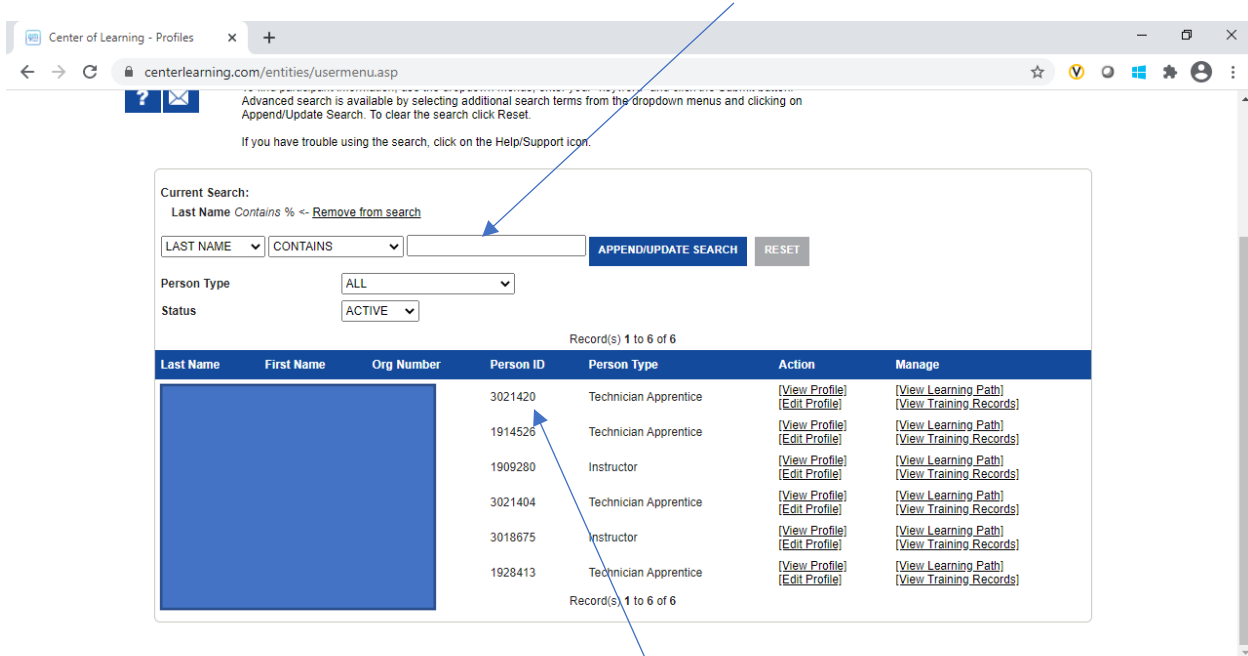 Center of Learning - Profiles
centerlearning.com/entities/usermenu.asp
?
Advanced search is available by selecting additional search terms from the dropdown menus and clicking on
Append/Update Search. To clear the search click Reset.
If you have trouble using the search, click on the Help/Support icon.
Current Search:
Last Name Contains % <- Remove from search
LAST NAME CONTAINS APPEND/UPDATE SEARCH RESET
Person Type ALL
Status ACTIVE
Record(s) 1 to 6 of 6
Last Name First Name Org Number Person ID Person Type Action Manage
3021420 Technician Apprentice [View Profile] [View Learning Path]
[Edit Profile] [View Training Records]
1914526 Technician Apprentice [View Profile] [View Learning Path]
[Edit Profile] [View Training Records]
1909280 Instructor [View Profile] [View Learning Path]
[Edit Profile] [View Training Records]
3021404 Technician Apprentice [View Profile] [View Learning Path]
[Edit Profile] [View Training Records]
3018675 Instructor [View Profile] [View Learning Path]
[Edit Profile] [View Training Records]
1928413 Technician Apprentice [View Profile] [View Learning Path]
[Edit Profile] [View Training Records]
Record(s) 1 to 6 of 6